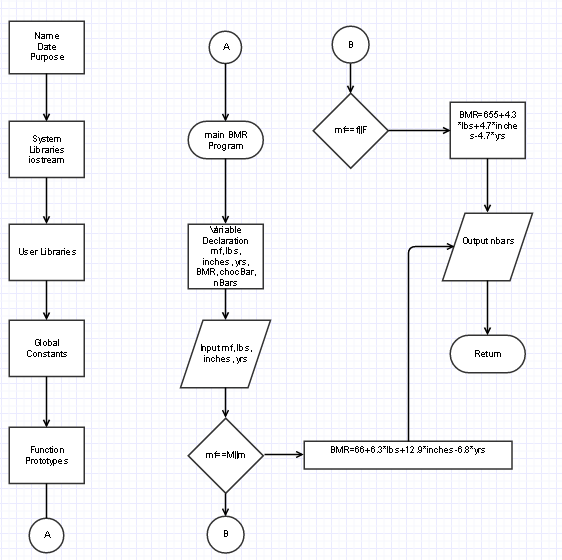 Name
Date
Purpose
System
Libraries
iostream
User Libraries
Global
Constants
Function
Prototypes
A
A
main BMR
Program
Variable
Declaration
mf, lbs,
inches, yrs,
BMR, chocBar,
nBars
Input mf, lbs,
inches, yrs
mf==M||m
B
BMR=66+6.3*lbs+12.9*inches-6.8*yrs
B
mf==f||F
BMR=655+4.3
*lbs+4.7*inche
s-4.7*yrs
Output nbars
Return